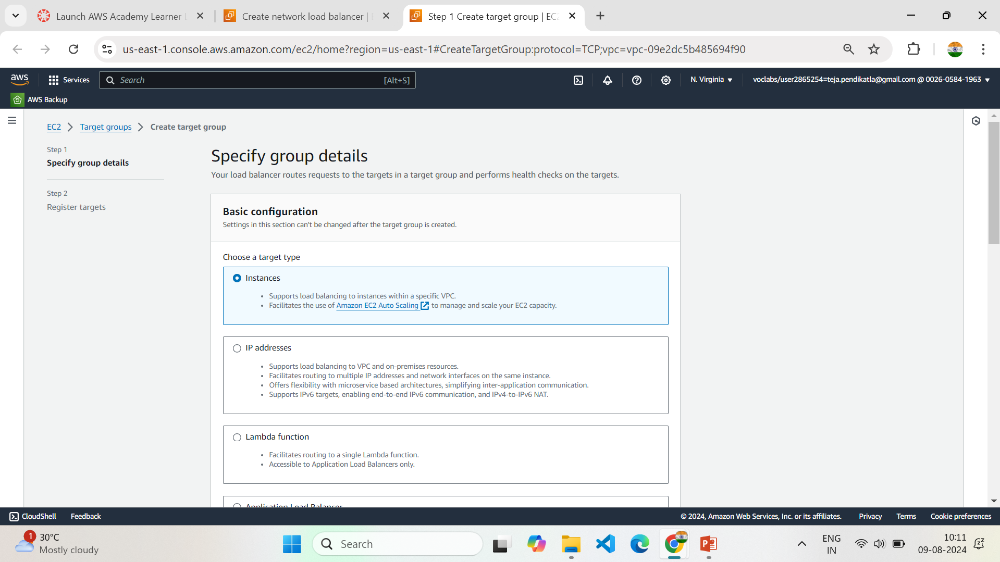 Launch AWS Academy Learner L
Create network load balancer | E
Step 1 Create target group | EC2
us-east-1.console.aws.amazon.com/ec2/home?region=us-east-1#CreateTargetGroup:protocol=TCP;vpc=vpc-09e2dc5b485694f90
aws Services Search [Alt+S] N. Virginia voclabs/user2865254=teja.pendikatla@gmail.com @ 0026-0584-1963
AWS Backup
EC2 Target groups Create target group
Step 1
Specify group details
Step 2
Register targets
Specify group details
Your load balancer routes requests to the targets in a target group and performs health checks on the targets.
Basic configuration
Settings in this section can't be changed after the target group is created.
Choose a target type
Instances
• Supports load balancing to instances within a specific VPC.
• Facilitates the use of Amazon EC2 Auto Scaling to manage and scale your EC2 capacity.
IP addresses
• Supports load balancing to VPC and on-premises resources.
• Facilitates routing to multiple IP addresses and network interfaces on the same instance.
• Offers flexibility with microservice based architectures, simplifying inter-application communication.
• Supports IPv6 targets, enabling end-to-end IPv6 communication, and IPv4-to-IPv6 NAT.
Lambda function
• Facilitates routing to a single Lambda function.
• Accessible to Application Load Balancers only.
Application Load Balancer
CloudShell Feedback © 2024, Amazon Web Services, Inc. or its affiliates. Privacy Terms Cookie preferences
1 30°C
Mostly cloudy
Search
ENG
IN
10:11
09-08-2024